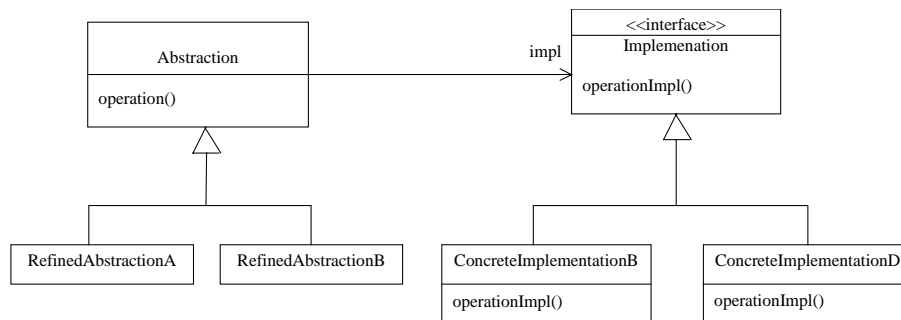 <<interface>>
Abstraction
impl
Implemenation
operation()
operationImpl()
RefinedAbstractionA
RefinedAbstractionB
ConcreteImplementationB
ConcreteImplementationD
operationImpl()
operationImpl()